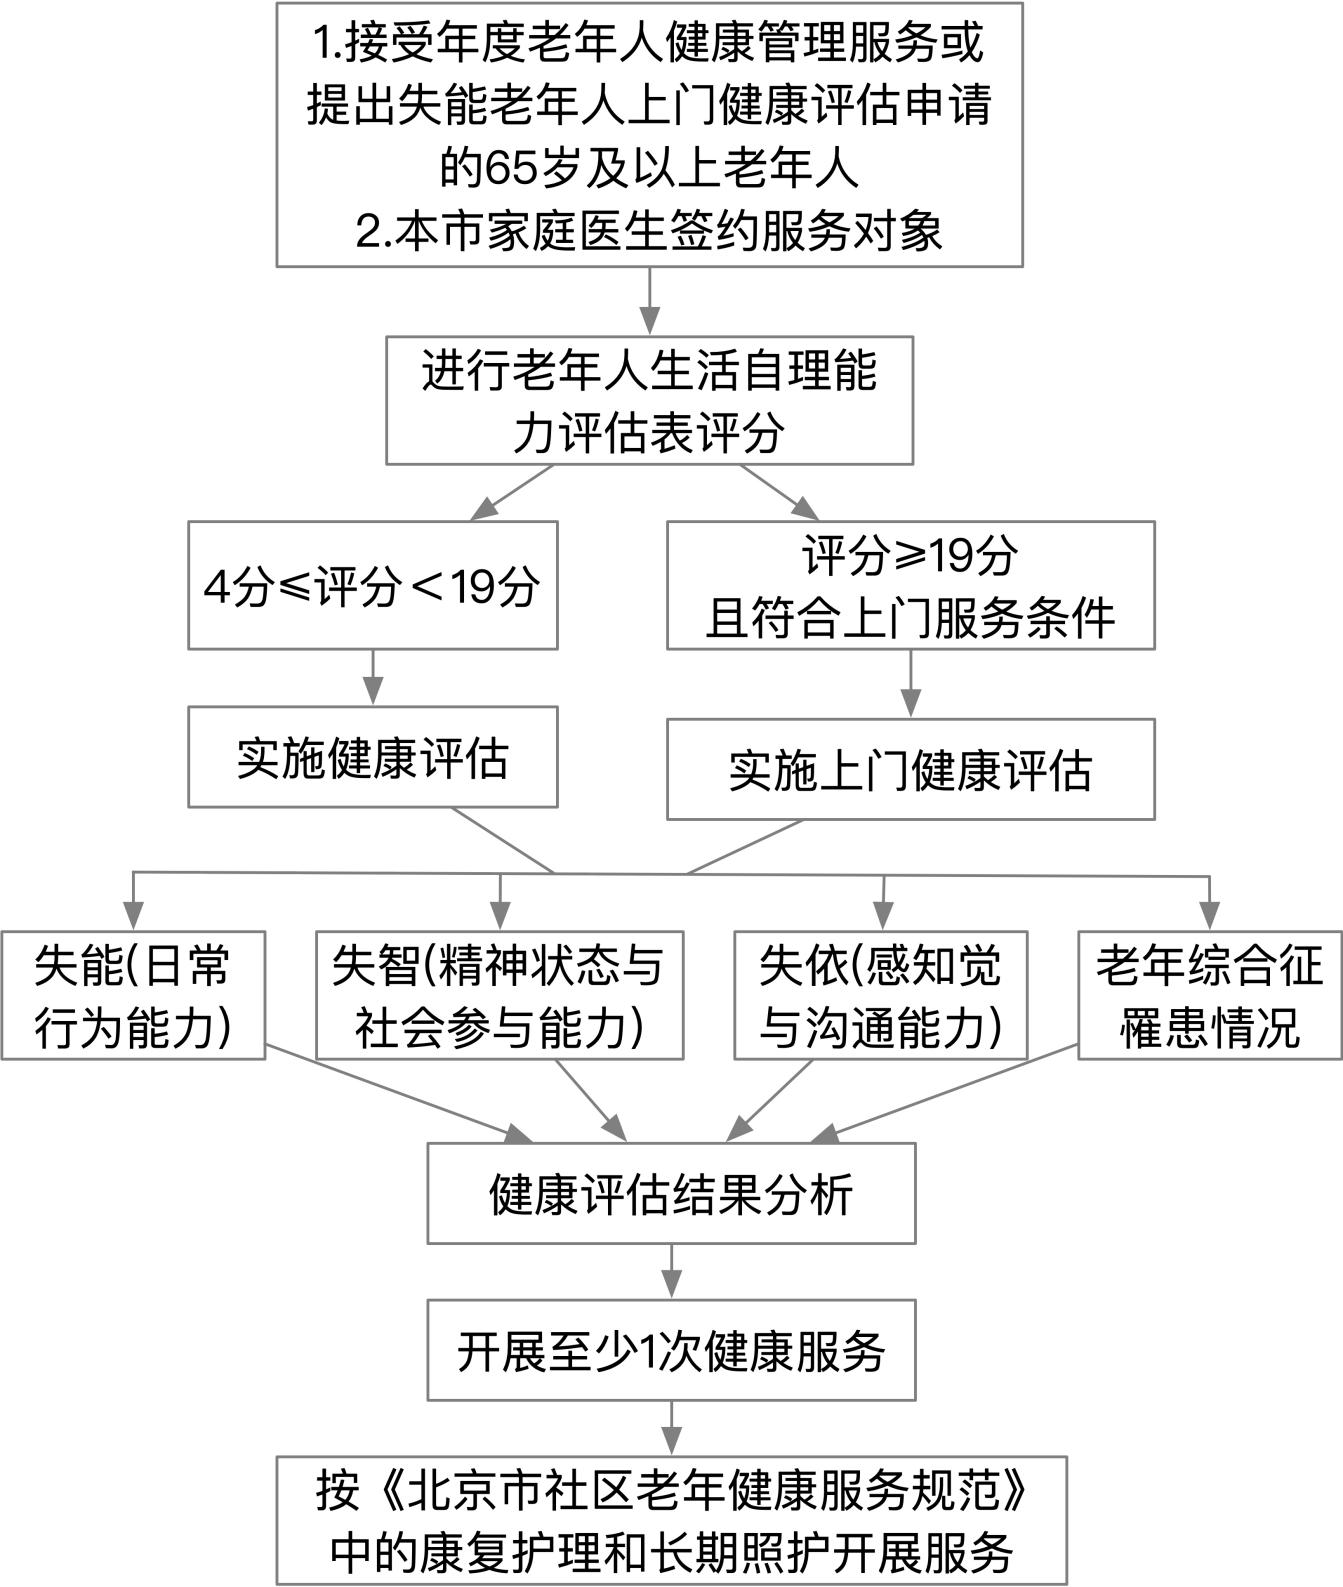 1.接受年度老年人健康管理服务或
提出失能老年人上门健康评估申请
的65岁及以上老年人
2.本市家庭医生签约服务对象
进行老年人生活自理能
力评估表评分
4分≤评分<19分
评分≥19分
且符合上门服务条件
实施健康评估
实施上门健康评估
失能(日常
行为能力)
失智(精神状态与
社会参与能力)
失依(感知觉
与沟通能力)
老年综合征
罹患情况
健康评估结果分析
开展至少1次健康服务
按《北京市社区老年健康服务规范》
中的康复护理和长期照护开展服务